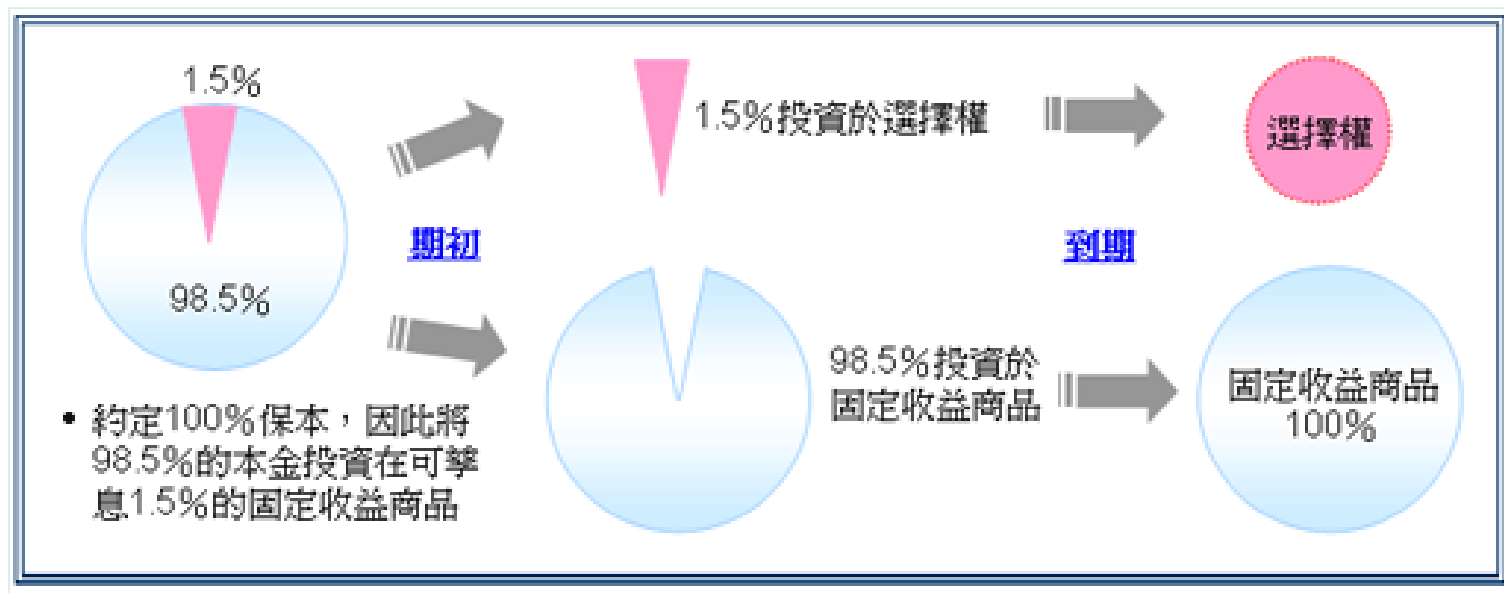 1.5%
98.5%
• 約定100%保本，因此將
98.5%的本金投資在可孳
息1.5%的固定收益商品
期初
1.5%投資於選擇權
98.5%投資於
固定收益商品
到期
選擇權
固定收益商品
100%